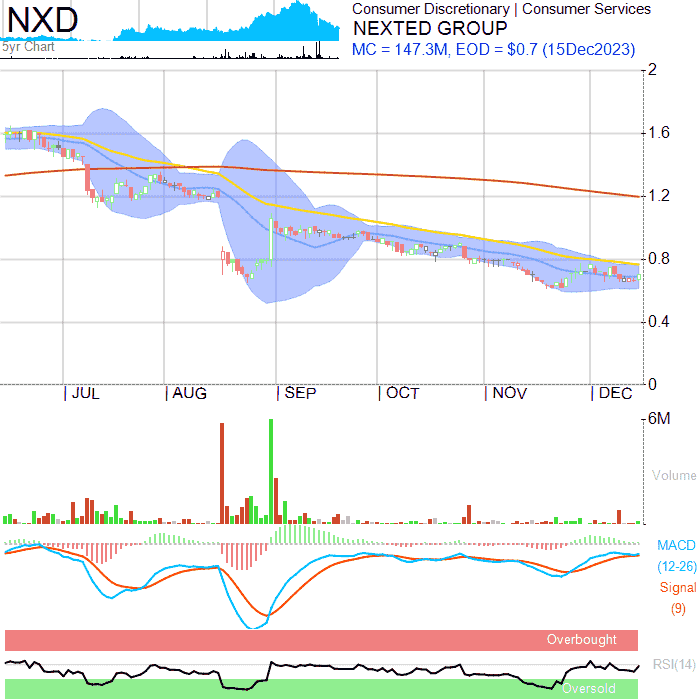 NXD
5yr Chart
Consumer Discretionary | Consumer Services
NEXTED GROUP
MC = 147.3M, EOD = $0.7 (15Dec2023)
2
1.6
1.2
0.8
0.4
0
JUL AUG SEP OCT NOV DEC
6M
Volume
MACD
(12-26)
Signal
(9)
Overbought
RSI(14)
Oversold